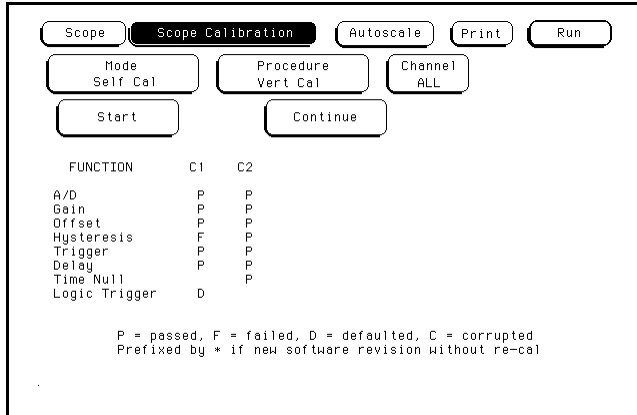 Scope Scope Calibration Autoscale Print Run
Mode Procedure Channel
Self Cal Vert Cal ALL
Start Continue
FUNCTION C1 C2
A/D P P
Gain P P
Offset P P
Hysteresis F P
Trigger P P
Delay P P
Time Null P
Logic Trigger D
P = passed, F = failed, D = defaulted, C = corrupted
Prefixed by * if new software revision without re-cal